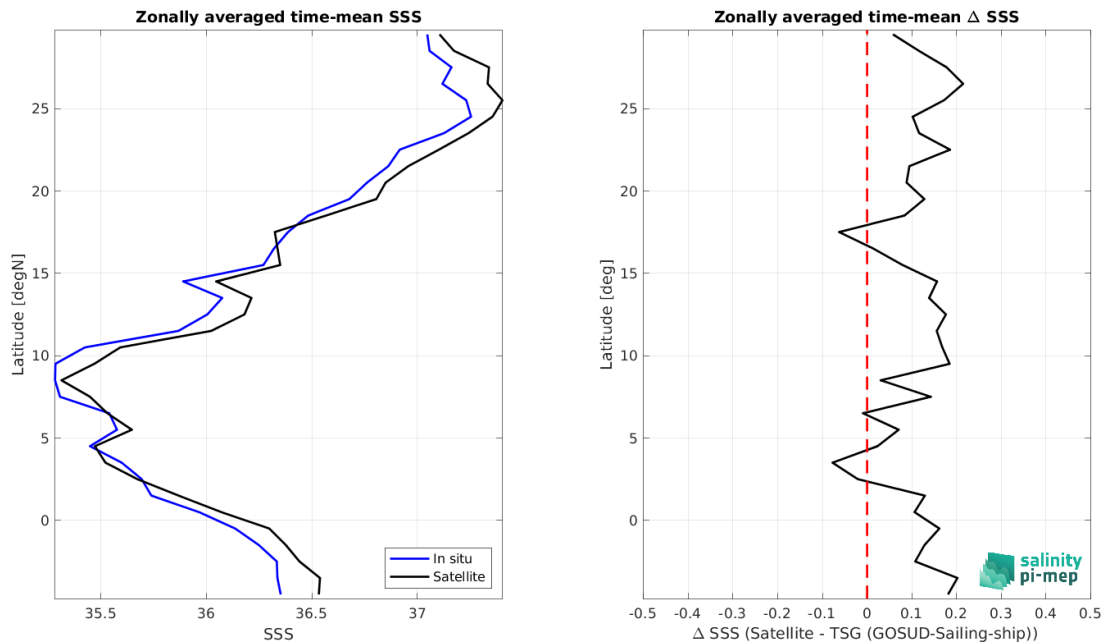 Zonally averaged time-mean SSS
25
20
15
10
5
0
Latitude [degN]
35.5 36 36.5 37
SSS
In situ
Satellite
Zonally averaged time-mean Δ SSS
25
20
15
10
5
0
Latitude [deg]
-0.5 -0.4 -0.3 -0.2 -0.1 0 0.1 0.2 0.3 0.4 0.5
Δ SSS (Satellite - TSG (GOSUD-Sailing-ship))
salinity
pi-mep